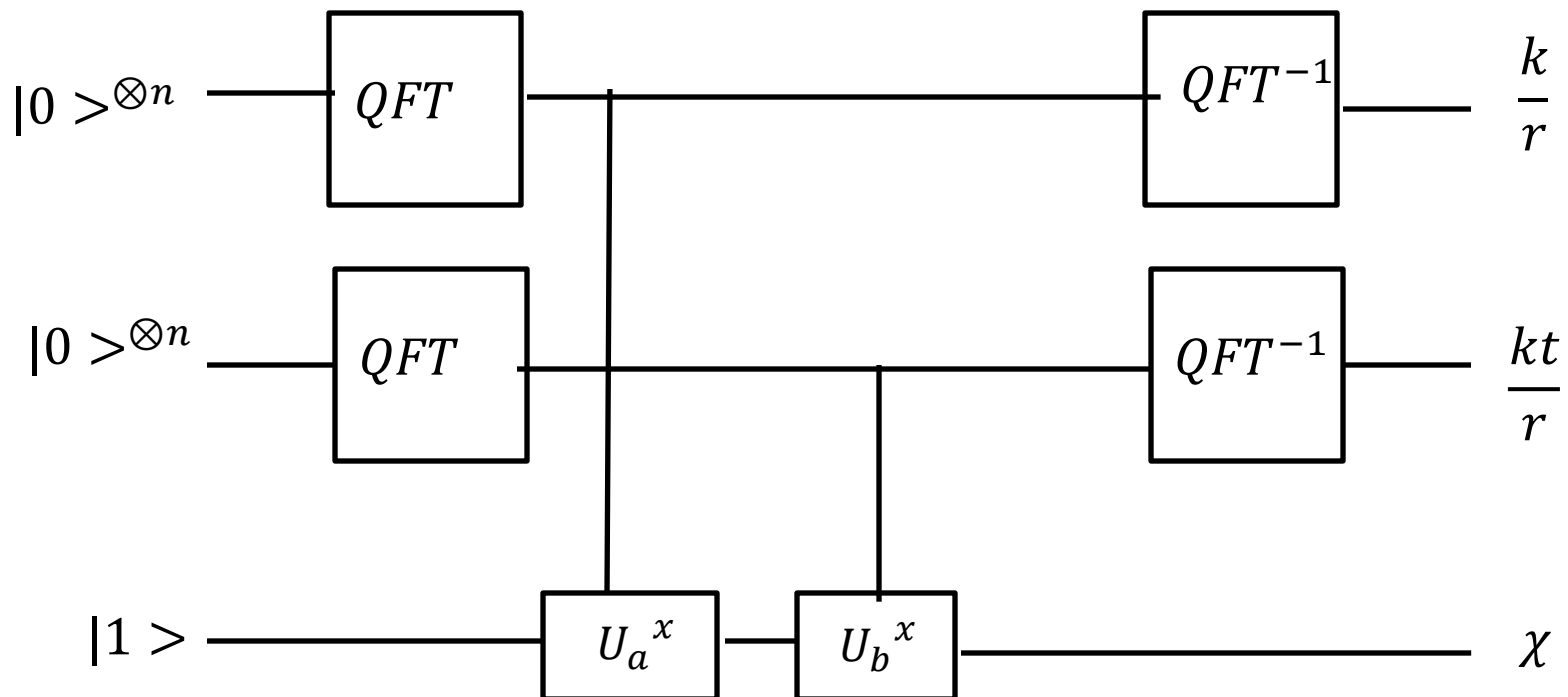 |0 >^{⊗n} QFT QFT^{−1} k/r
|0 >^{⊗n} QFT QFT^{−1} kt/r
|1 > U_a^x U_b^x χ